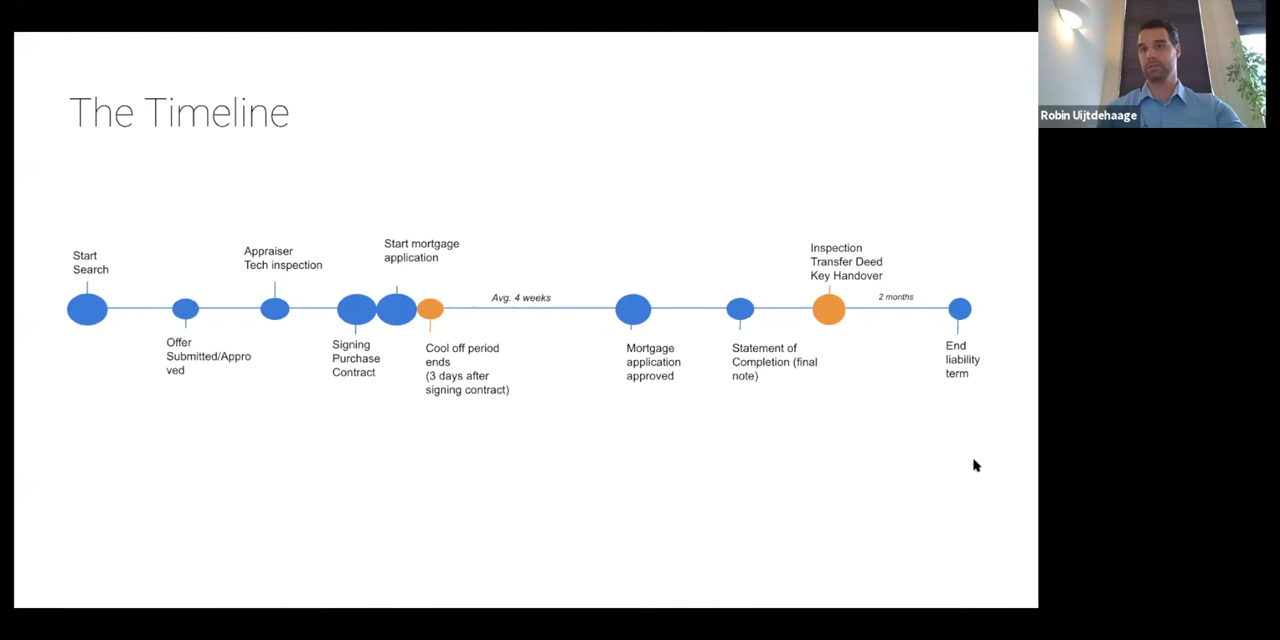 The Timeline
Robin Uijtdehaage
Start
Search
Offer
Submitted/Appro
ved
Appraiser
Tech inspection
Signing
Purchase
Contract
Start mortgage
application
Cool off period
ends
(3 days after
signing contract)
Avg. 4 weeks
Mortgage
application
approved
Statement of
Completion (final
note)
Inspection
Transfer Deed
Key Handover
2 months
End
liability
term